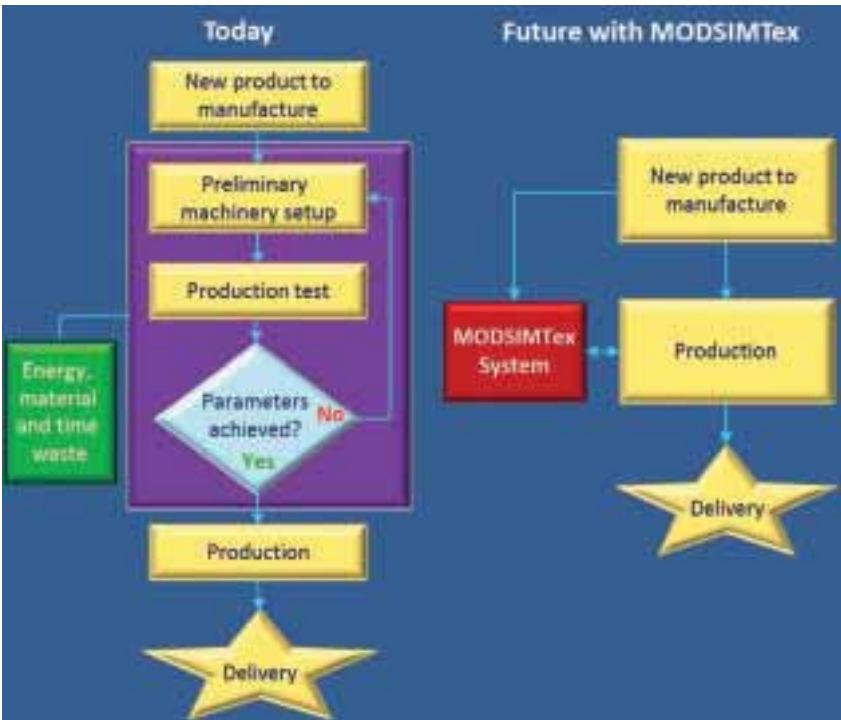 Today
New product to
manufacture
Preliminary
machinery setup
Production test
Energy,
material
and time
waste
Parameters
achieved?
No
Yes
Production
Delivery
Future with MODSIMTex
New product to
manufacture
MODSIMTex
System
Production
Delivery